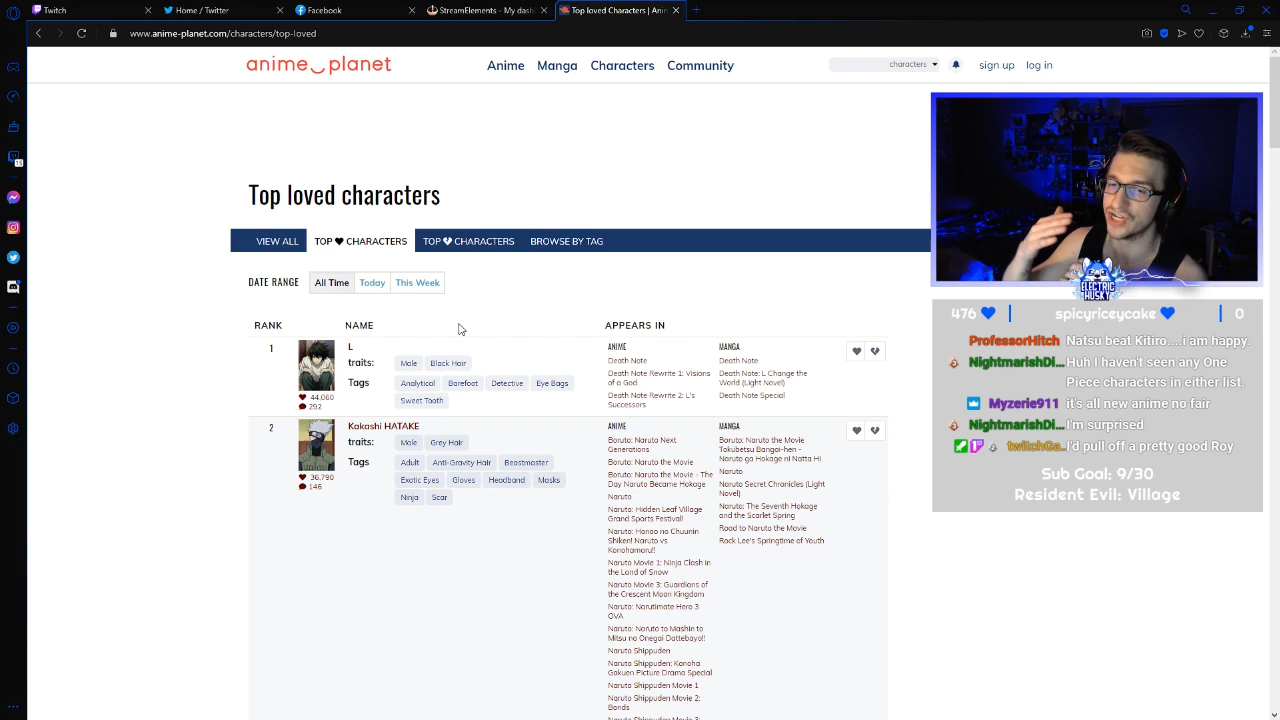 Twitch
Home / Twitter
Facebook
StreamElements - My dash
Top loved characters | Ani
www.anime-planet.com/characters/top-loved
anime planet
Anime
Manga
Characters
Community
characters
sign up
log in
Top loved characters
VIEW ALL
TOP CHARACTERS
TOP CHARACTERS
BROWSE BY TAG
DATE RANGE
All Time
Today
This Week
RANK
NAME
APPEARS IN
1
L
traits:
Male
Black Hair
Tags
Analytical
Barefoot
Detective
Eye Bags
Sweet Tooth
44,060
292
ANIME
Death Note
Death Note Rewrite 1: Visions
of a God
Death Note Rewrite 2: L's
Successors
MANGA
Death Note
Death Note: L Change the
World (Light Novel)
Death Note Special
2
Kakashi HATAKE
traits:
Male
Grey Hair
Tags
Adult
Anti-Gravity Hair
Beastmaster
Exotic Eyes
Gloves
Headband
Masks
Ninja
Scar
36,790
146
ANIME
Boruto: Naruto Next
Generations
Boruto: Naruto the Movie
Boruto: Naruto the Movie - The
Day Naruto Became Hokage
Naruto
Naruto: Hidden Leaf Village
Grand Sports Festival!
Naruto: Honoo no Chuunin
Shiken! Naruto vs
Konohamaru!!
Naruto Movie 1: Ninja Clash in
the Land of Snow
Naruto Movie 3: Guardians of
the Crescent Moon Kingdom
Naruto: Narutimate Hero 3
OVA
Naruto: Naruto to Mashin to
Mitsu no Onegai Dattebayo!!
Naruto Shippuden
Naruto Shippuden: Konoha
Gakuen Picture Drama Special
Naruto Shippuden Movie 1
Naruto Shippuden Movie 2:
Bonds
Naruto Shippuden Movie 3:
MANGA
Boruto: Naruto the Movie
Tokubetsu Bangai-hen -
Naruto ga Hokage ni Natta Hi
Naruto
Naruto Secret Chronicles (Light
Novel)
Naruto: The Seventh Hokage
and the Scarlet Spring
Road to Naruto the Movie
Rock Lee's Springtime of Youth
ELECTRIC
HUSKY
476
spicyriceycake
0
ProfessorHitch Natsu beat Kitiro....i am happy.
NightmarishDi... Huh I haven't seen any One
Piece characters in either list.
Myzerie911 it's all new anime no fair
NightmarishDi... I'm surprised
twitchGa... I'd pull off a pretty good Roy
Sub Goal: 9/30
Resident Evil: Village